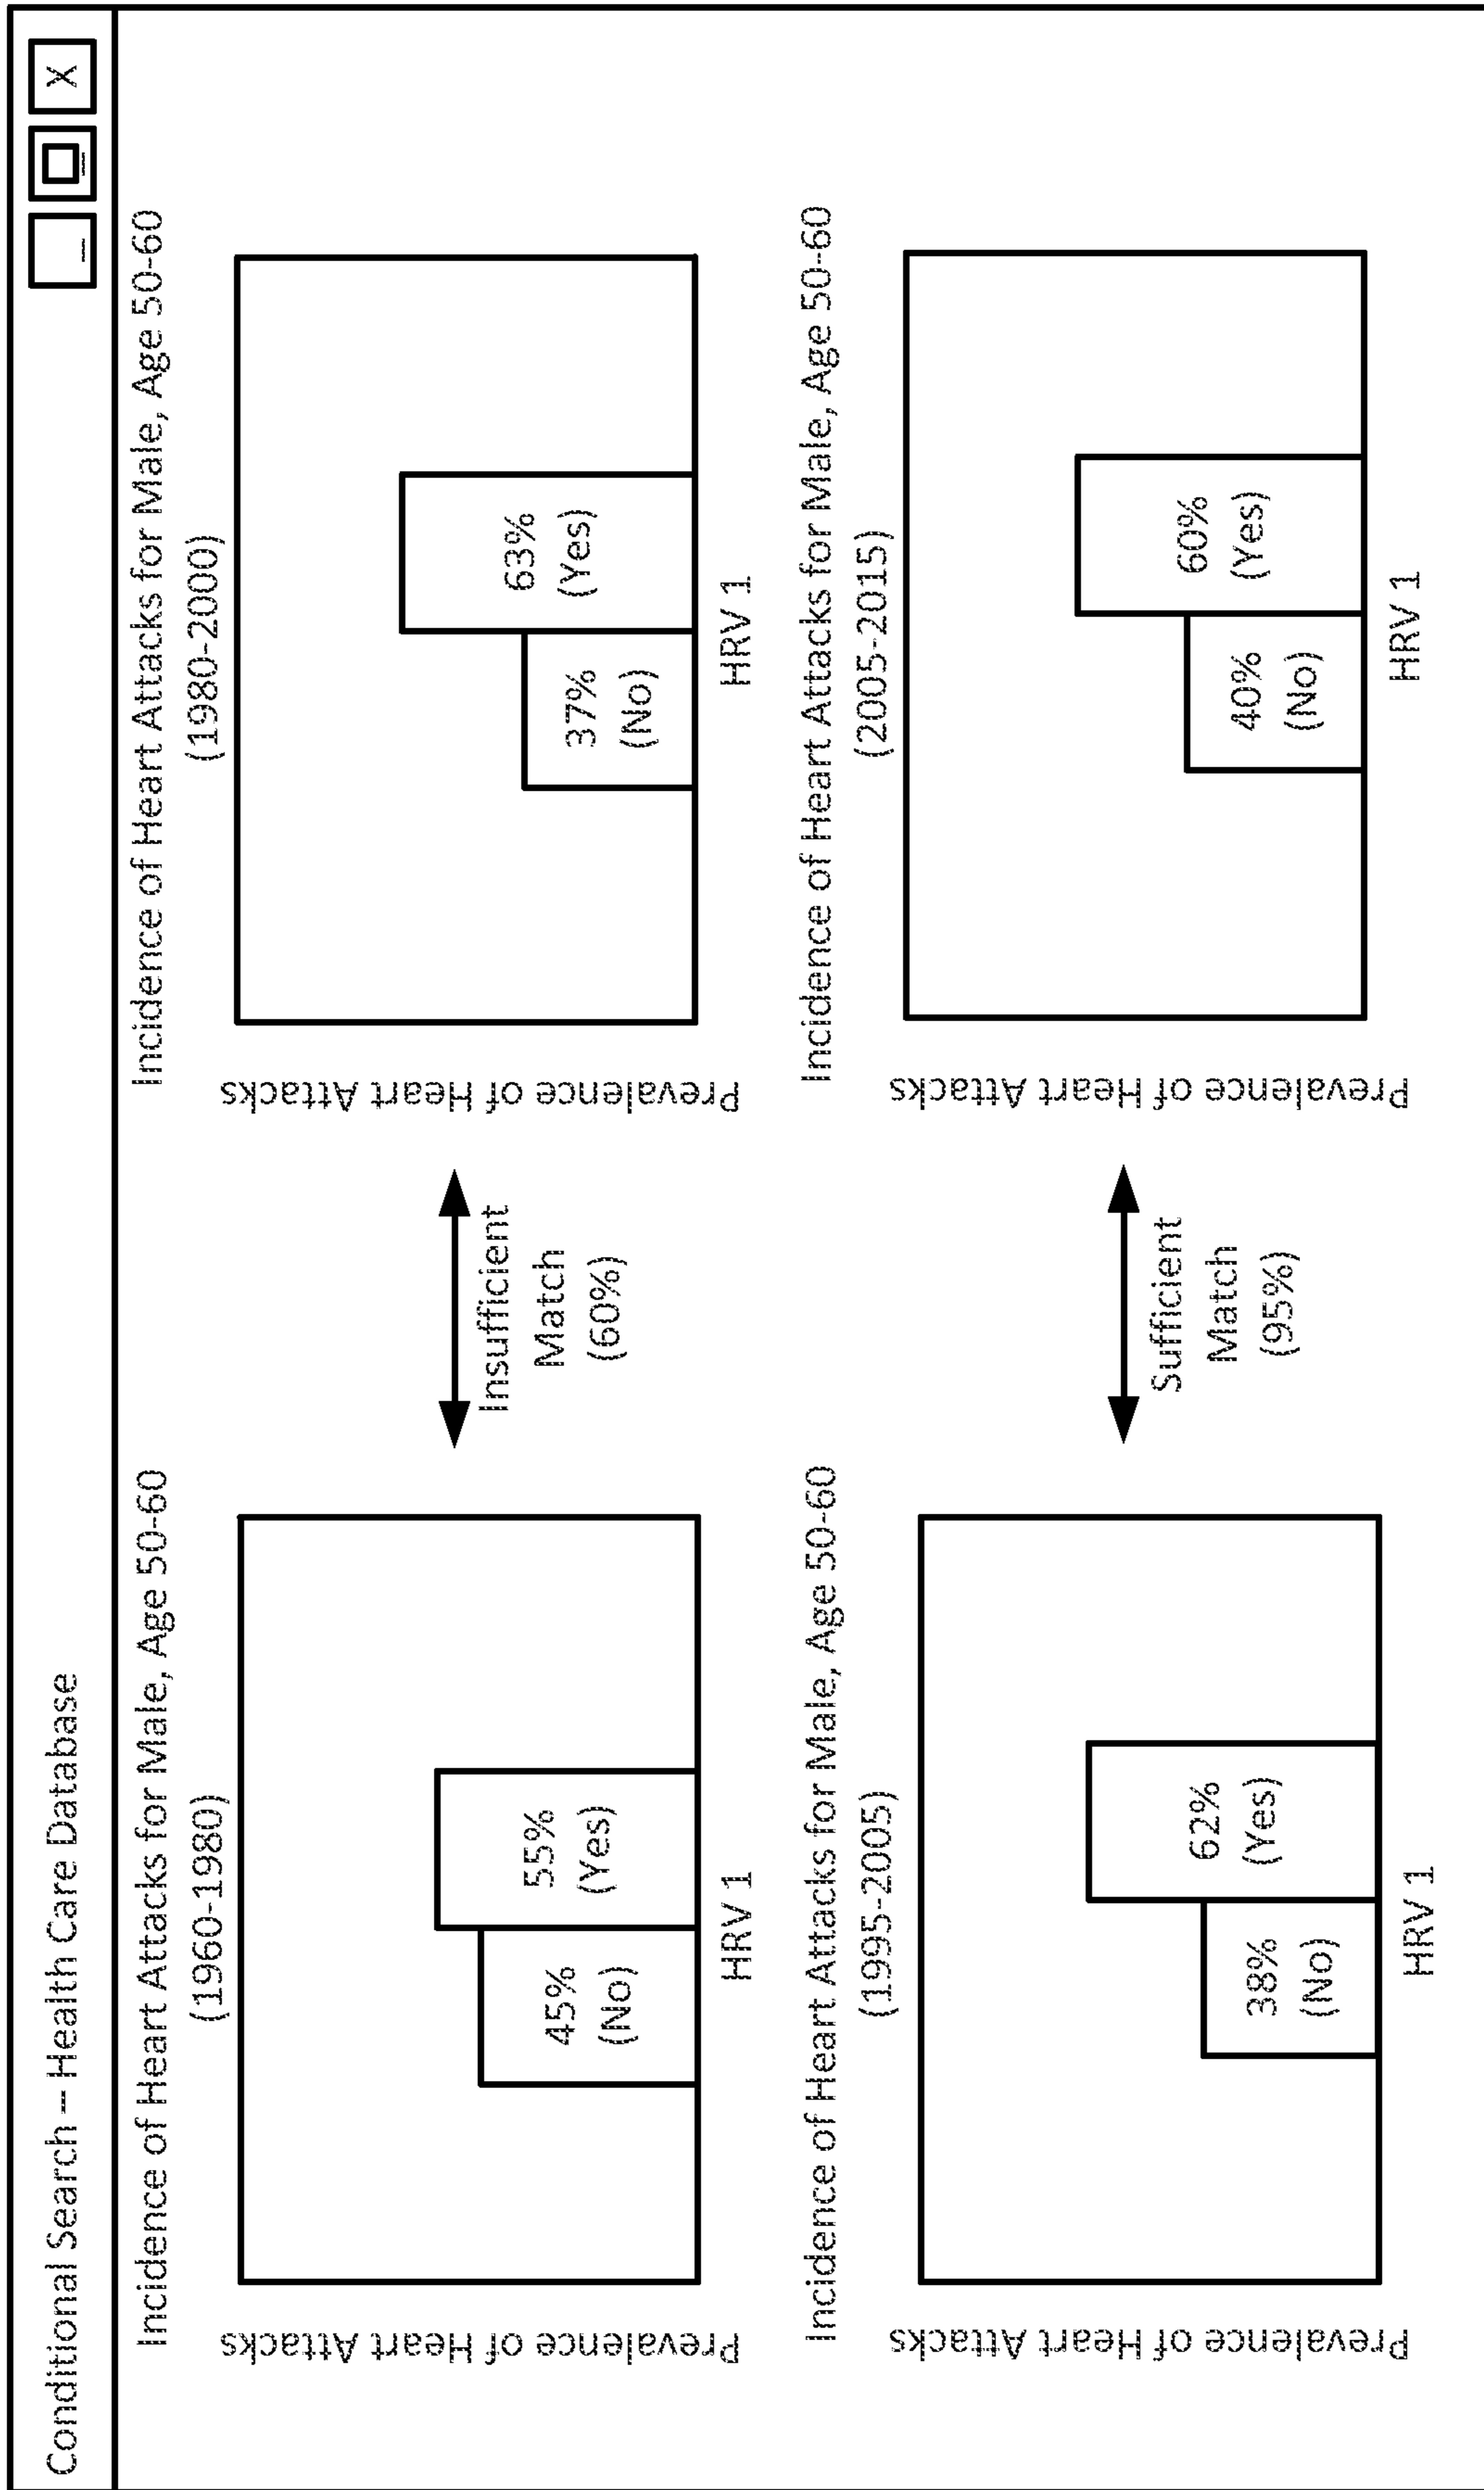 Conditional Search – Health Care Database
X
Incidence of Heart Attacks for Male, Age 50-60
(1960-1980)
Prevalence of Heart Attacks
45%
(No)
55%
(Yes)
HRV 1
Insufficient
Match
(60%)
Incidence of Heart Attacks for Male, Age 50-60
(1980-2000)
Prevalence of Heart Attacks
37%
(No)
63%
(Yes)
HRV 1
Incidence of Heart Attacks for Male, Age 50-60
(1995-2005)
Prevalence of Heart Attacks
38%
(No)
62%
(Yes)
HRV 1
Sufficient
Match
(95%)
Incidence of Heart Attacks for Male, Age 50-60
(2005-2015)
Prevalence of Heart Attacks
40%
(No)
60%
(Yes)
HRV 1